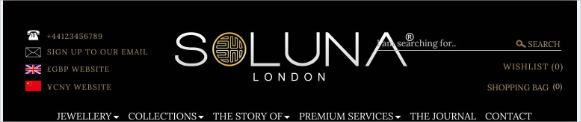 +44123456789
SIGN UP TO OUR EMAIL
£GBP WEBSITE
¥CNY WEBSITE
SOLUNA®
LONDON
I am searching for..
SEARCH
WISHLIST (0)
SHOPPING BAG (0)
JEWELLERY COLLECTIONS THE STORY OF PREMIUM SERVICES THE JOURNAL CONTACT